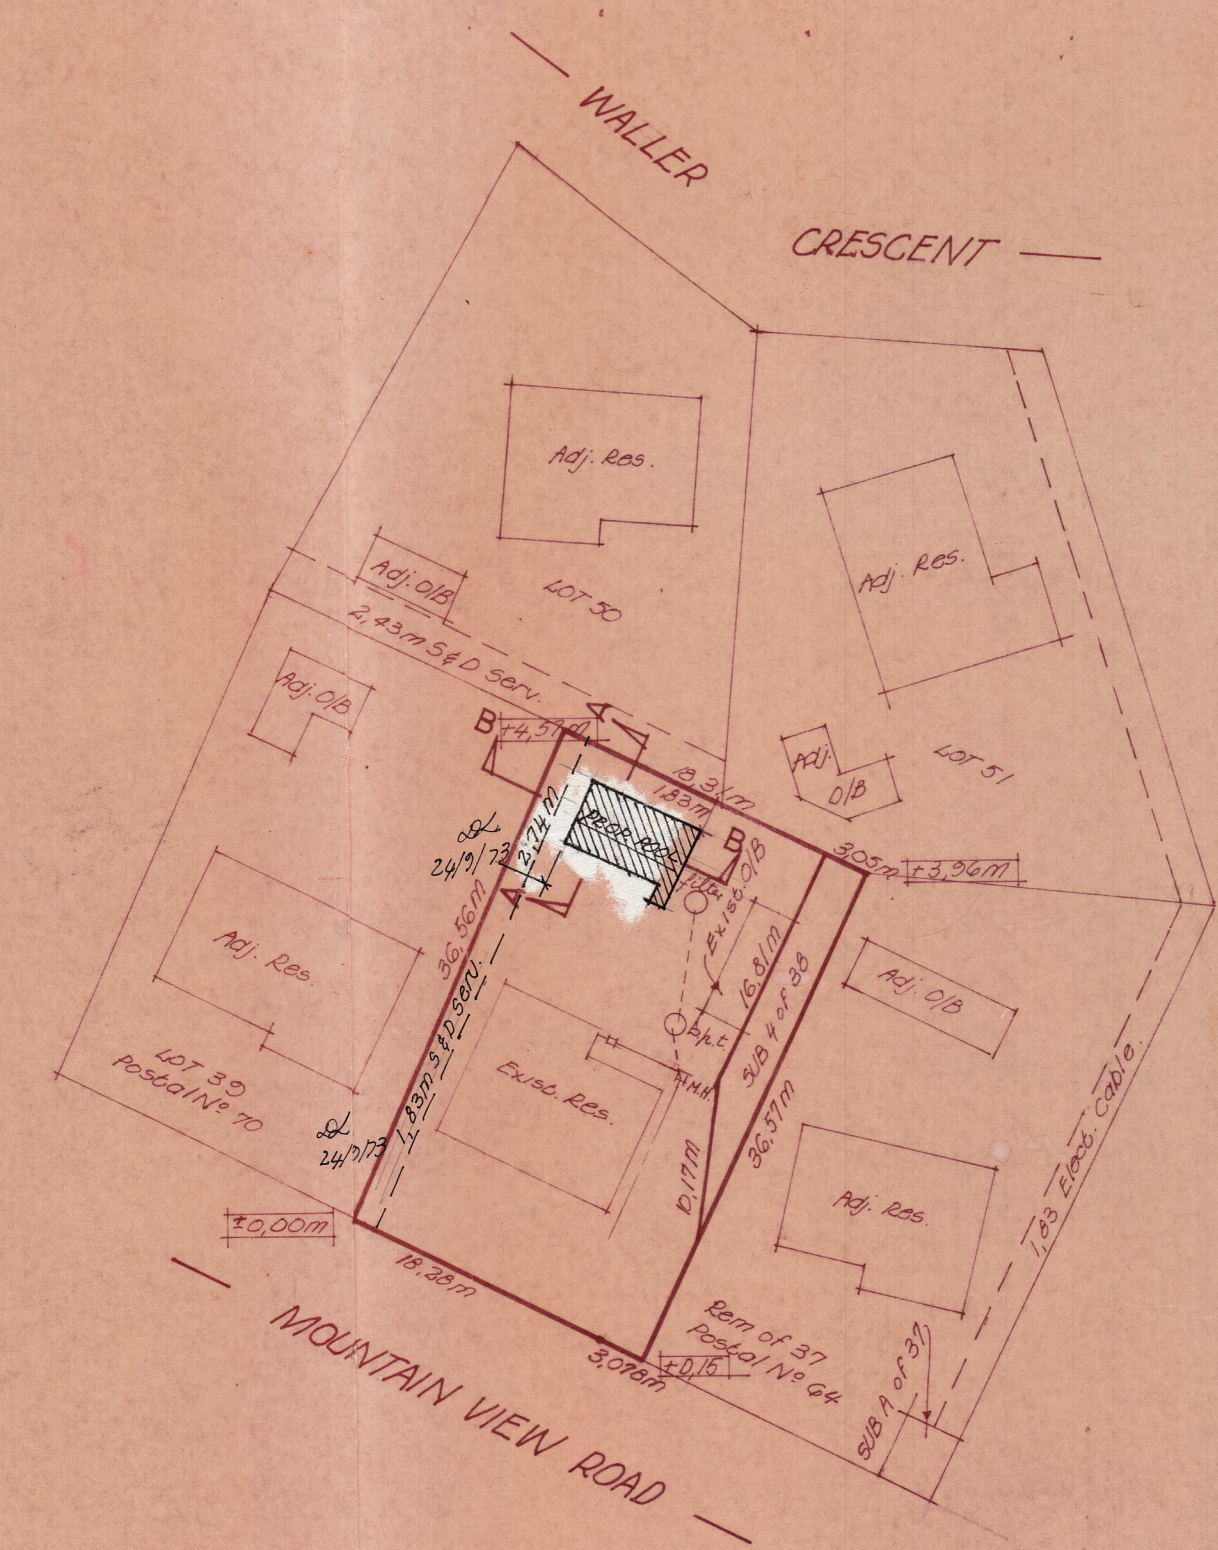 WALLER
CRESCENT
Adj. Res.
Adj. Res.
Adj. O/B
LOT 50
2,43m S & D Serv.
Adj. O/B
B
+4,57m
A
18,31m
1,83m
Adj.
O/B
LOT 51
2,74 M
PROP. POOL
24/9/73
B
3,05m
+3,96m
A
filter
Exist. O/B
36,56m
16,81m
SUB 4 of 38
Adj. Res.
Adj. O/B
b.p.t.
M.H.
LOT 39
Postal Nº 70
1,83m S & D Serv.
Exist. Res.
36,57m
10,17m
24/9/73
Adj. Res.
1,83 Elect. Cable.
±0,00m
18,28m
Rem of 37
Postal Nº 64
3,078m
+0,15
SUB A of 37
MOUNTAIN VIEW ROAD